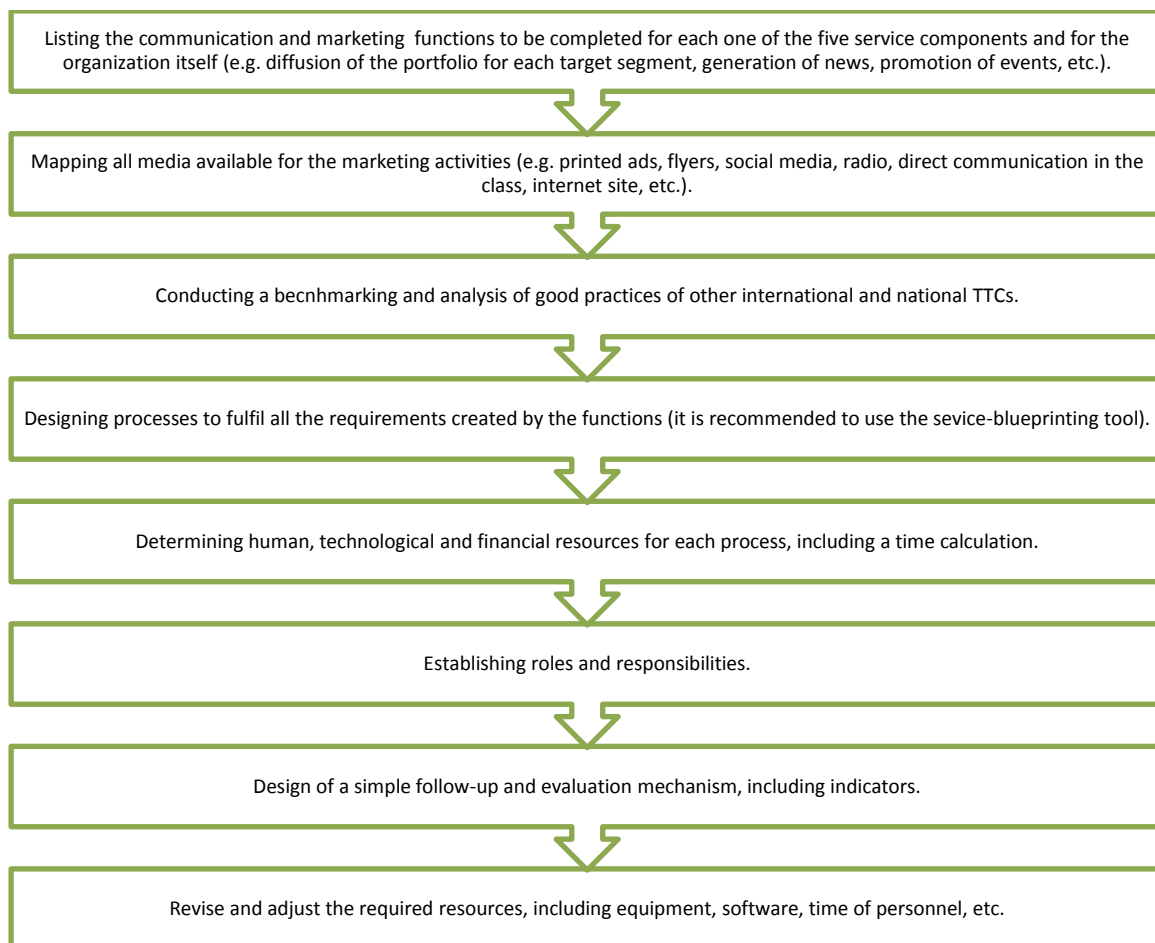 Listing the communication and marketing functions to be completed for each one of the five service components and for the
organization itself (e.g. diffusion of the portfolio for each target segment, generation of news, promotion of events, etc.).
Mapping all media available for the marketing activities (e.g. printed ads, flyers, social media, radio, direct communication in the
class, internet site, etc.).
Conducting a becnhmarking and analysis of good practices of other international and national TTCs.
Designing processes to fulfil all the requirements created by the functions (it is recommended to use the sevice-blueprinting tool).
Determining human, technological and financial resources for each process, including a time calculation.
Establishing roles and responsibilities.
Design of a simple follow-up and evaluation mechanism, including indicators.
Revise and adjust the required resources, including equipment, software, time of personnel, etc.